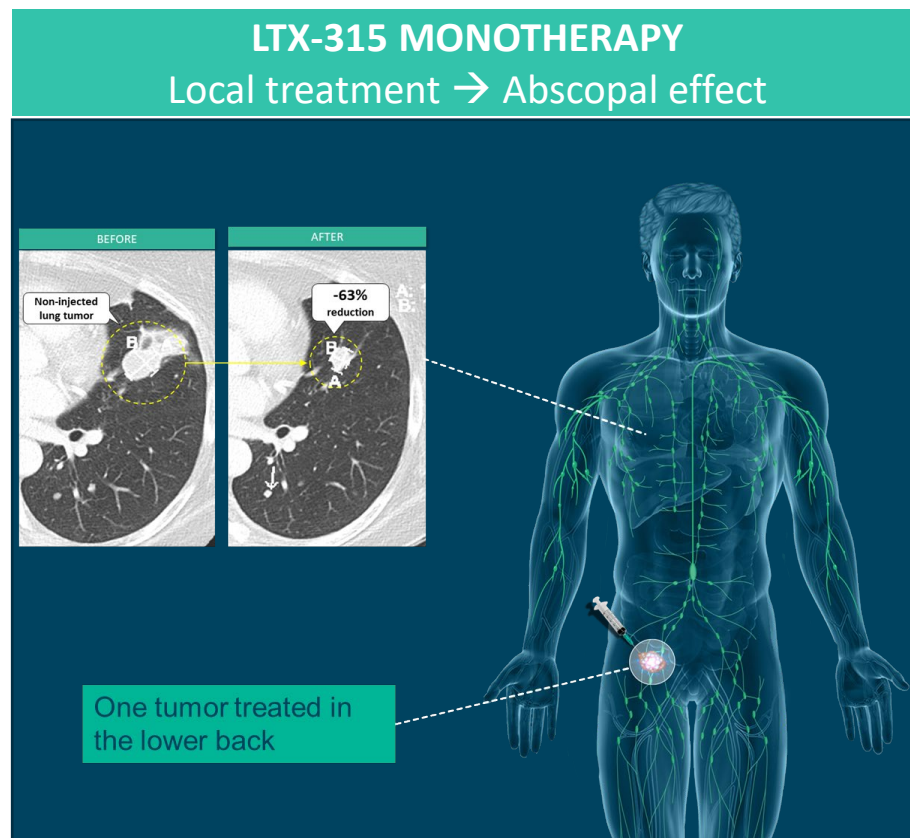 LTX-315 MONOTHERAPY
Local treatment → Abscopal effect
BEFORE
AFTER
Non-injected
lung tumor
B A
-63%
reduction
A:
B:
B
A
One tumor treated in
the lower back